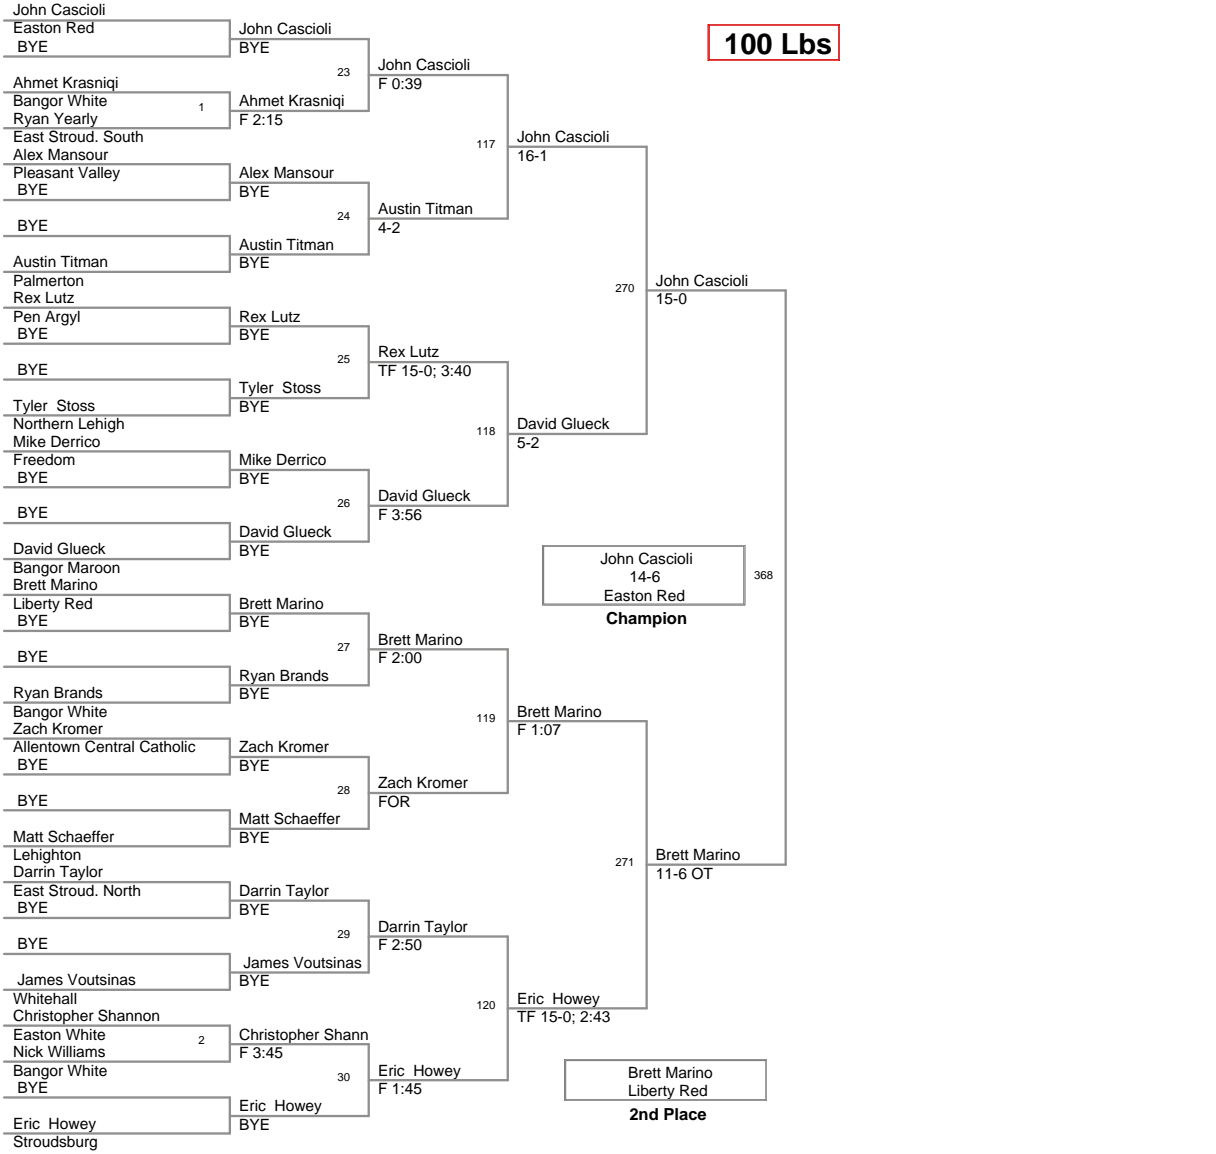 100 Lbs
John Cascioli
Easton Red
BYE
Ahmet Krasniqi
Bangor White
1
Ryan Yearly
East Stroud. South
Alex Mansour
Pleasant Valley
BYE
BYE
Austin Titman
Palmerton
Rex Lutz
Pen Argyl
BYE
BYE
Tyler  Stoss
Northern Lehigh
Mike Derrico
Freedom
BYE
BYE
David Glueck
Bangor Maroon
Brett Marino
Liberty Red
BYE
BYE
Ryan Brands
Bangor White
Zach Kromer
Allentown Central Catholic
BYE
BYE
Matt Schaeffer
Lehighton
Darrin Taylor
East Stroud. North
BYE
BYE
James Voutsinas
Whitehall
Christopher Shannon
Easton White
2
Nick Williams
Bangor White
BYE
Eric  Howey
Stroudsburg
John Cascioli
BYE
23
Ahmet Krasniqi
F 2:15
Alex Mansour
BYE
24
Austin Titman
BYE
Rex Lutz
BYE
25
Tyler  Stoss
BYE
Mike Derrico
BYE
26
David Glueck
BYE
Brett Marino
BYE
27
Ryan Brands
BYE
Zach Kromer
BYE
28
Matt Schaeffer
BYE
Darrin Taylor
BYE
29
James Voutsinas
BYE
Christopher Shann
F 3:45
30
Eric  Howey
BYE
John Cascioli
F 0:39
117
Austin Titman
4-2
Rex Lutz
TF 15-0; 3:40
118
David Glueck
F 3:56
Brett Marino
F 2:00
119
Zach Kromer
FOR
Darrin Taylor
F 2:50
120
Eric  Howey
F 1:45
John Cascioli
16-1
270
David Glueck
5-2
Brett Marino
F 1:07
271
Eric  Howey
TF 15-0; 2:43
John Cascioli
15-0
368
Brett Marino
11-6 OT
John Cascioli
14-6
Easton Red
Champion
Brett Marino
Liberty Red
2nd Place